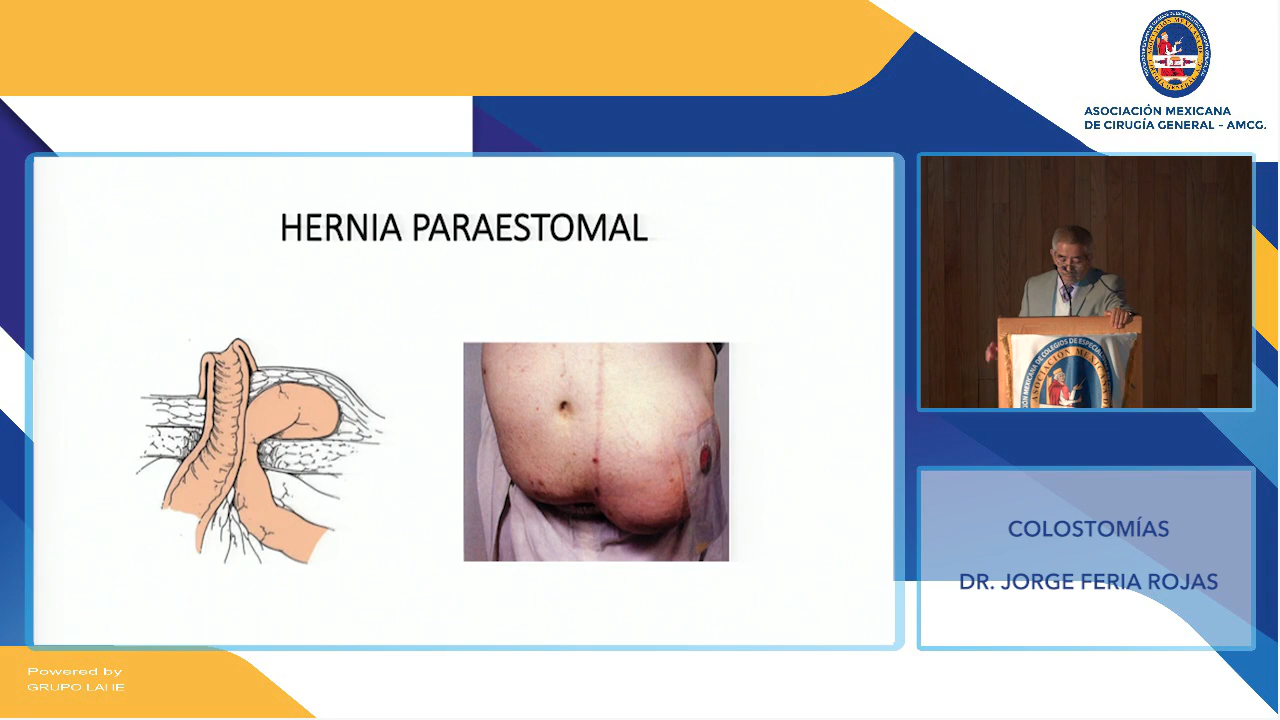 ASOCIACIÓN MEXICANA
DE CIRUGÍA GENERAL - AMCG.
HERNIA PARAESTOMAL
COLOSTOMÍAS
DR. JORGE FERIA ROJAS
Powered by
GRUPO LAHE